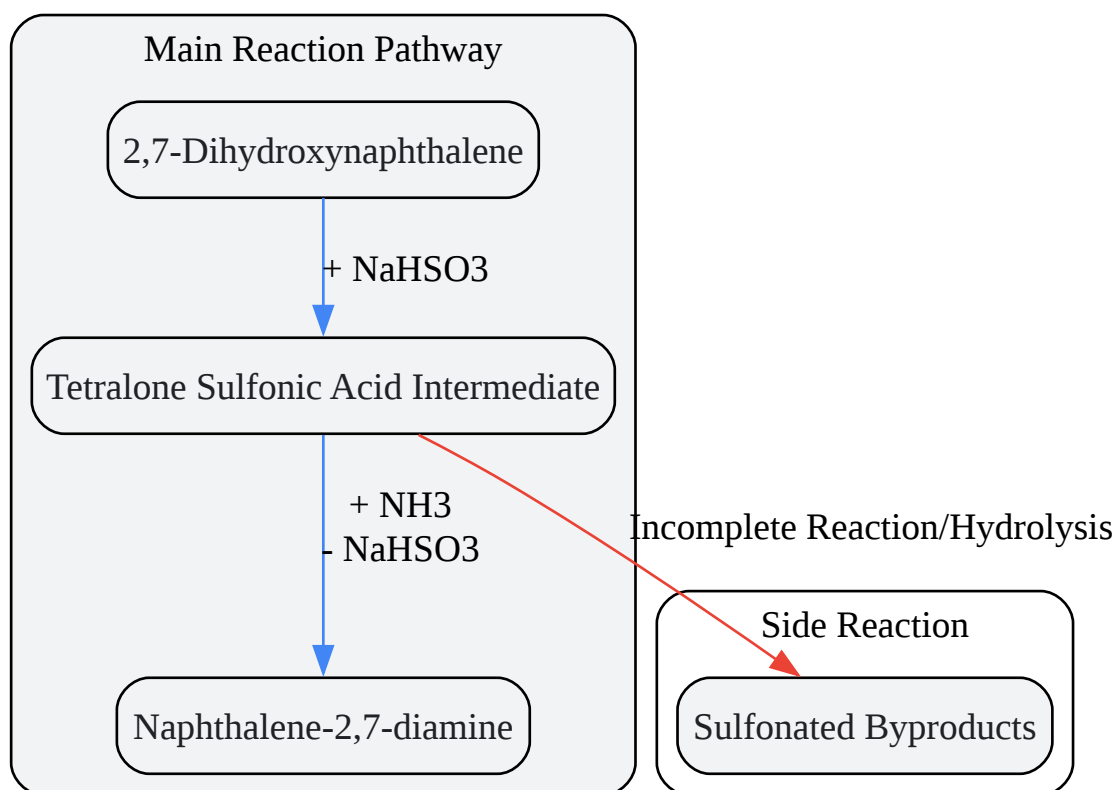 Main Reaction Pathway
2,7-Dihydroxynaphthalene
+ NaHSO3
Tetralone Sulfonic Acid Intermediate
+ NH3
- NaHSO3
Incomplete Reaction/Hydrolysis
Side Reaction
Naphthalene-2,7-diamine
Sulfonated Byproducts